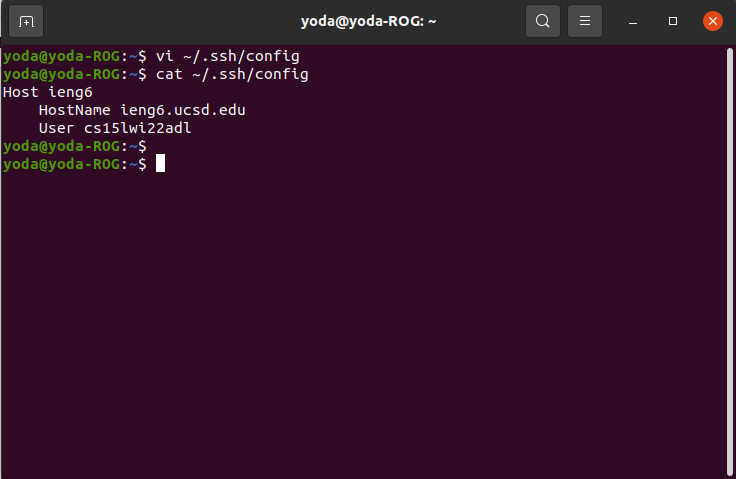 yoda@yoda-ROG: ~
yoda@yoda-ROG:~$ vi ~/.ssh/config
yoda@yoda-ROG:~$ cat ~/.ssh/config
Host ieng6
    HostName ieng6.ucsd.edu
    User cs15lwi22adl
yoda@yoda-ROG:~$
yoda@yoda-ROG:~$